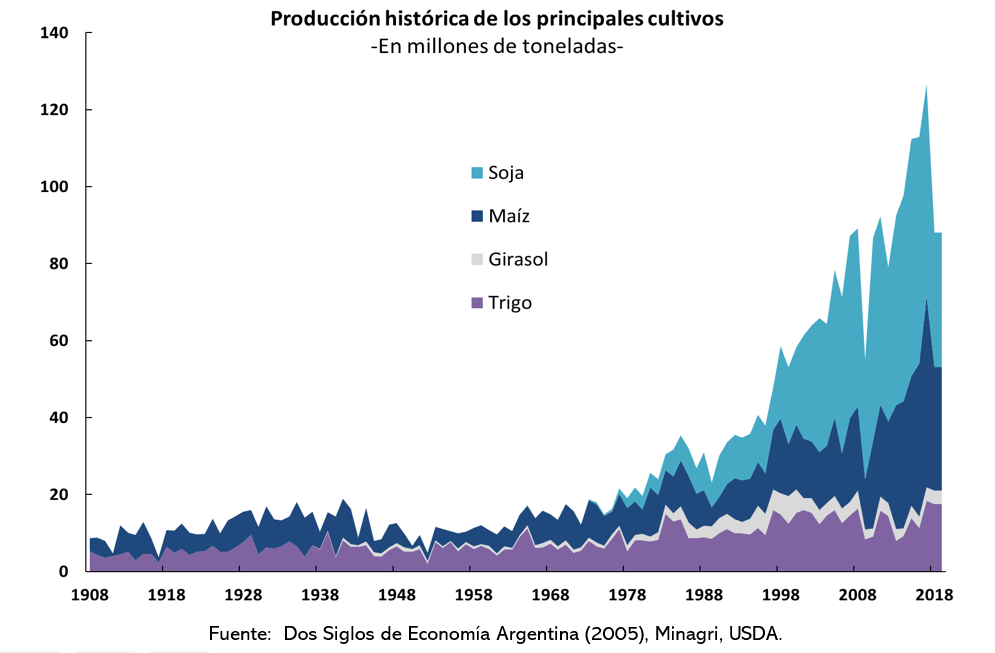 Producción histórica de los principales cultivos
-En millones de toneladas-
140
120
100
80
60
40
20
0
Soja
Maíz
Girasol
Trigo
1908 1918 1928 1938 1948 1958 1968 1978 1988 1998 2008 2018
Fuente: Dos Siglos de Economía Argentina (2005), Minagri, USDA.